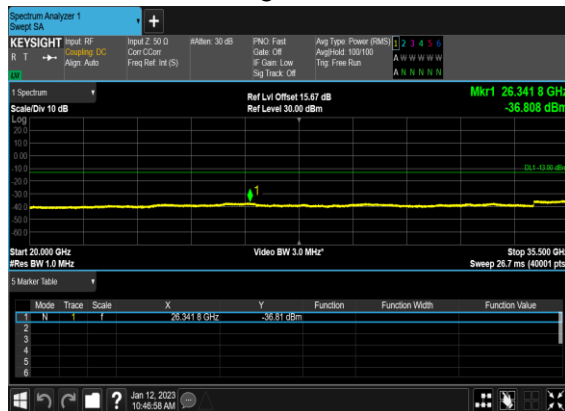 Spectrum Analyzer 1
Swept SA
KEYSIGHT Input: RF Input Z: 50 Ω #Atten: 30 dB PNO: Fast Avg Type: Power (RMS) 1 2 3 4 5 6
R T Coupling: DC Corr CCorr Gate: Off Avg|Hold: 100/100 A W W W W W
Align: Auto Freq Ref: Int (S) IF Gain: Low Trig: Free Run
LW Sig Track: Off A N N N N N
1 Spectrum Ref Lvl Offset 15.67 dB Mkr1 26.341 8 GHz
Scale/Div 10 dB Ref Level 30.00 dBm -36.808 dBm
Log
20.0
10.0
0.00
-10.0 DL1 -13.00 dBm
-20.0
-30.0 1
-40.0
-50.0
-60.0
Start 20.000 GHz Video BW 3.0 MHz* Stop 35.500 GHz
#Res BW 1.0 MHz Sweep 26.7 ms (40001 pts)
5 Marker Table
Mode Trace Scale X Y Function Function Width Function Value
1 N 1 f 26.341 8 GHz -36.81 dBm
2
3
4
5
6
? Jan 12, 2023
10:46:58 AM